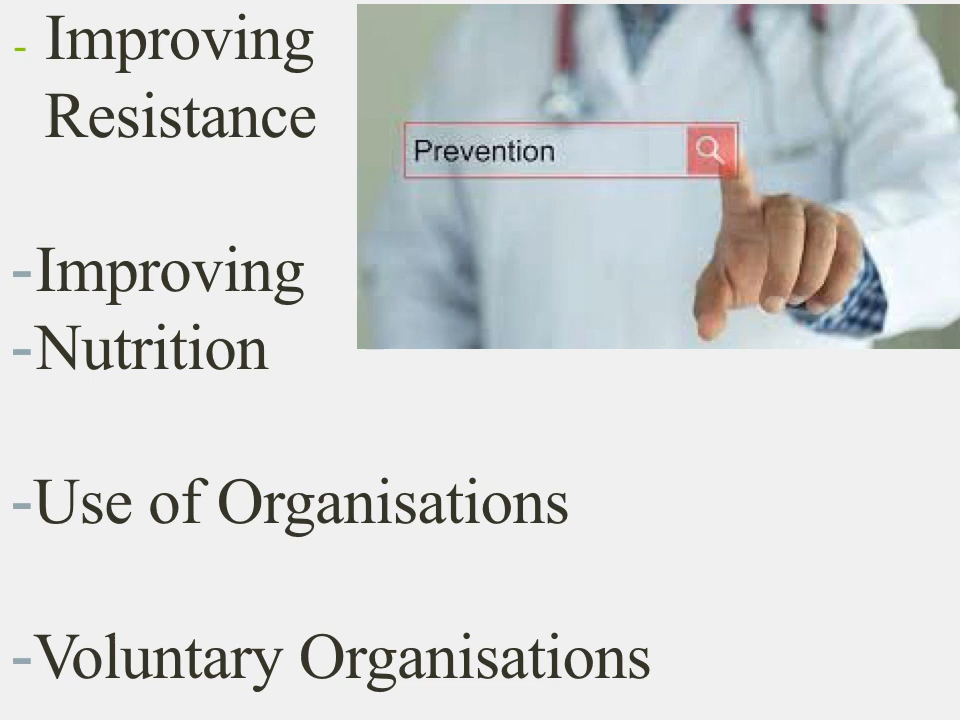 - Improving
Resistance
-Improving
-Nutrition
-Use of Organisations
-Voluntary Organisations
Prevention